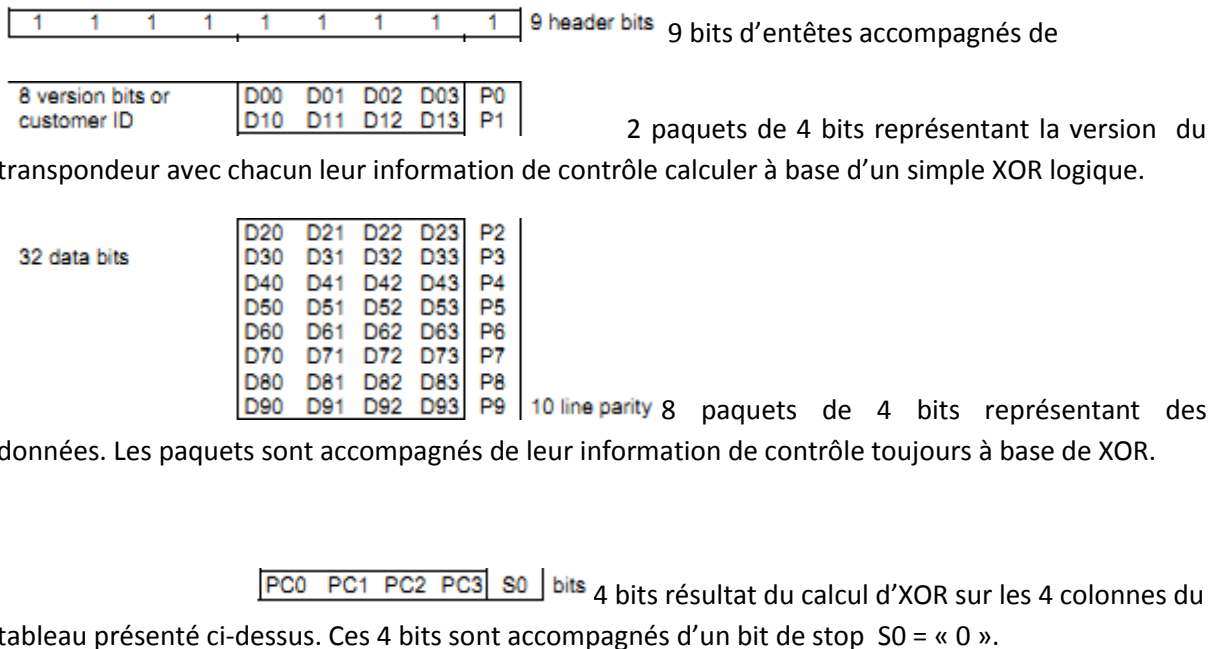 1 1 1 1 1 1 1 1 1 9 header bits 9 bits d’entêtes accompagnés de
8 version bits or D00 D01 D02 D03 P0
customer ID D10 D11 D12 D13 P1
2 paquets de 4 bits représentant la version du
transpondeur avec chacun leur information de contrôle calculer à base d’un simple XOR logique.
D20 D21 D22 D23 P2
32 data bits D30 D31 D32 D33 P3
D40 D41 D42 D43 P4
D50 D51 D52 D53 P5
D60 D61 D62 D63 P6
D70 D71 D72 D73 P7
D80 D81 D82 D83 P8
D90 D91 D92 D93 P9 10 line parity 8 paquets de 4 bits représentant des
données. Les paquets sont accompagnés de leur information de contrôle toujours à base de XOR.
PC0 PC1 PC2 PC3 S0 bits 4 bits résultat du calcul d’XOR sur les 4 colonnes du
tableau présenté ci-dessus. Ces 4 bits sont accompagnés d’un bit de stop S0 = « 0 ».